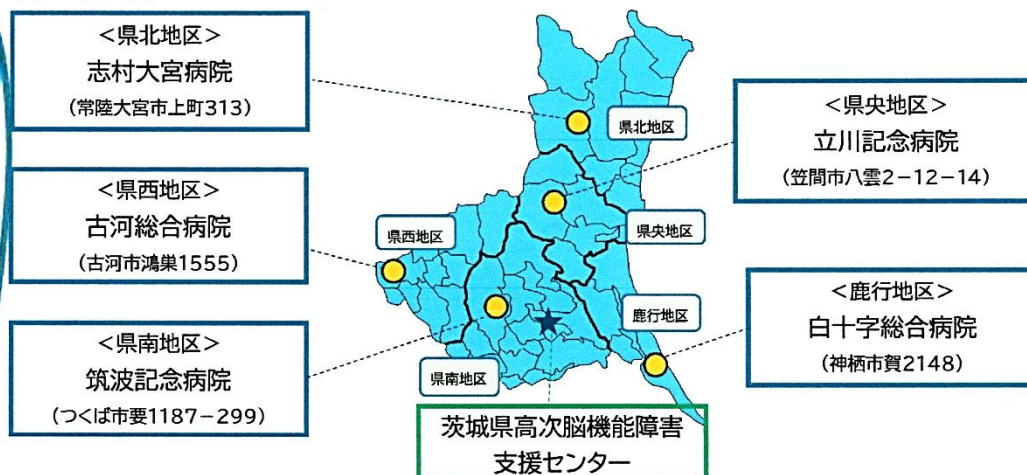 <県北地区>
志村大宮病院
(常陸大宮市上町313)
<県西地区>
古河総合病院
(古河市鴻巣1555)
<県南地区>
筑波記念病院
(つくば市要1187-299)
県北地区
県央地区
県西地区
鹿行地区
県南地区
<県央地区>
立川記念病院
(笠間市八雲2-12-14)
<鹿行地区>
白十字総合病院
(神栖市賀2148)
茨城県高次脳機能障害
支援センター